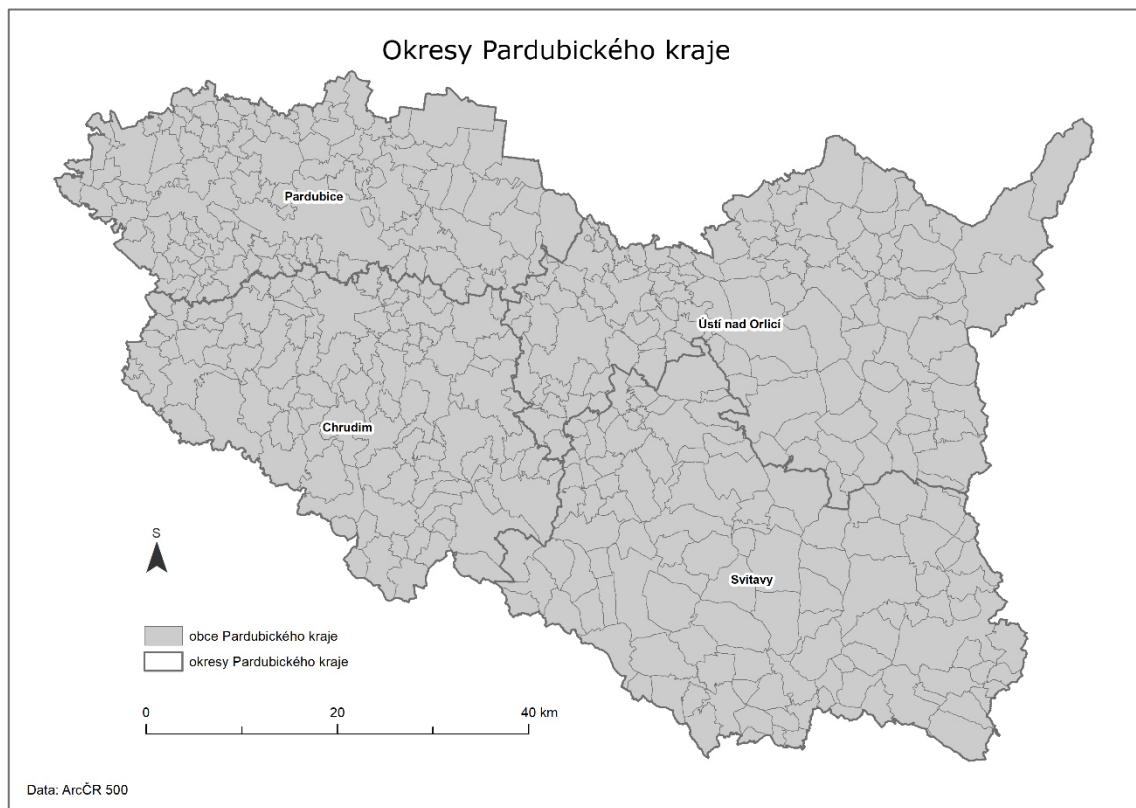 Okresy Pardubického kraje
Pardubice
Ústí nad Orlicí
Chrudim
S
Svitavy
obce Pardubického kraje
okresy Pardubického kraje
0 20 40 km
Data: ArcČR 500